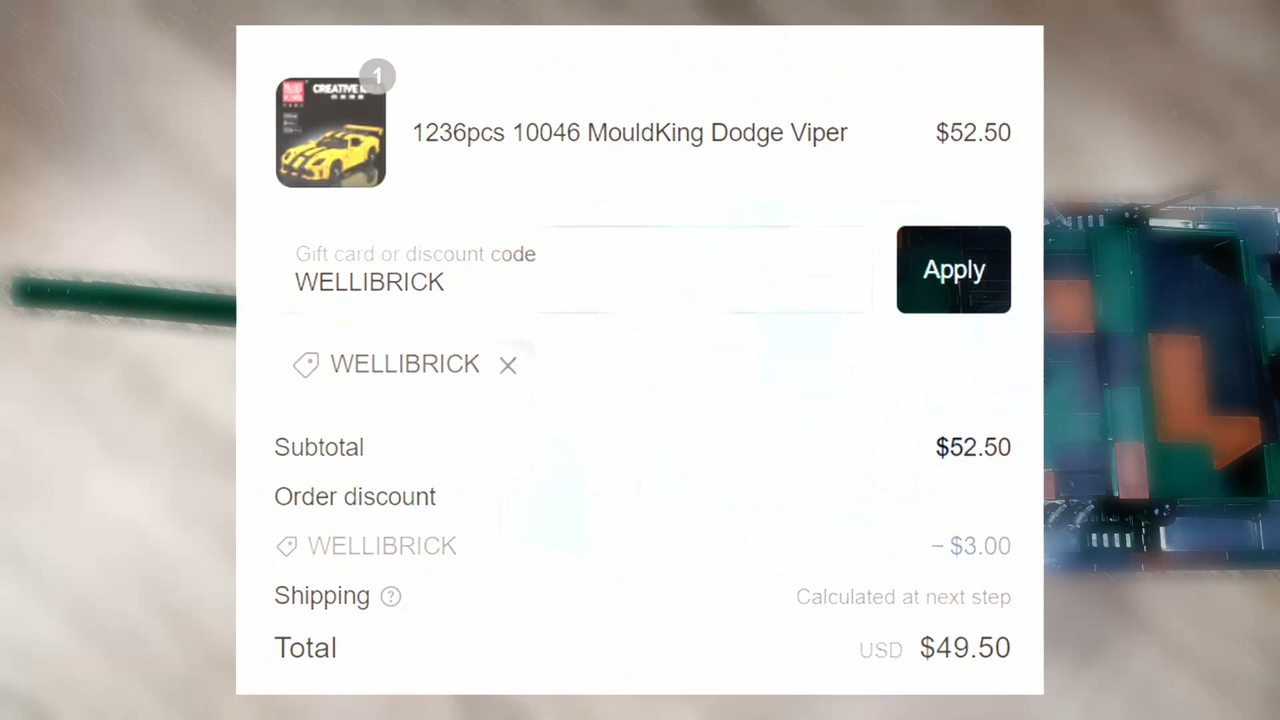 1
CREATIVE
1236pcs 10046 MouldKing Dodge Viper $52.50
Gift card or discount code
WELLIBRICK
Apply
WELLIBRICK
Subtotal $52.50
Order discount
WELLIBRICK – $3.00
Shipping ?
Calculated at next step
Total USD $49.50